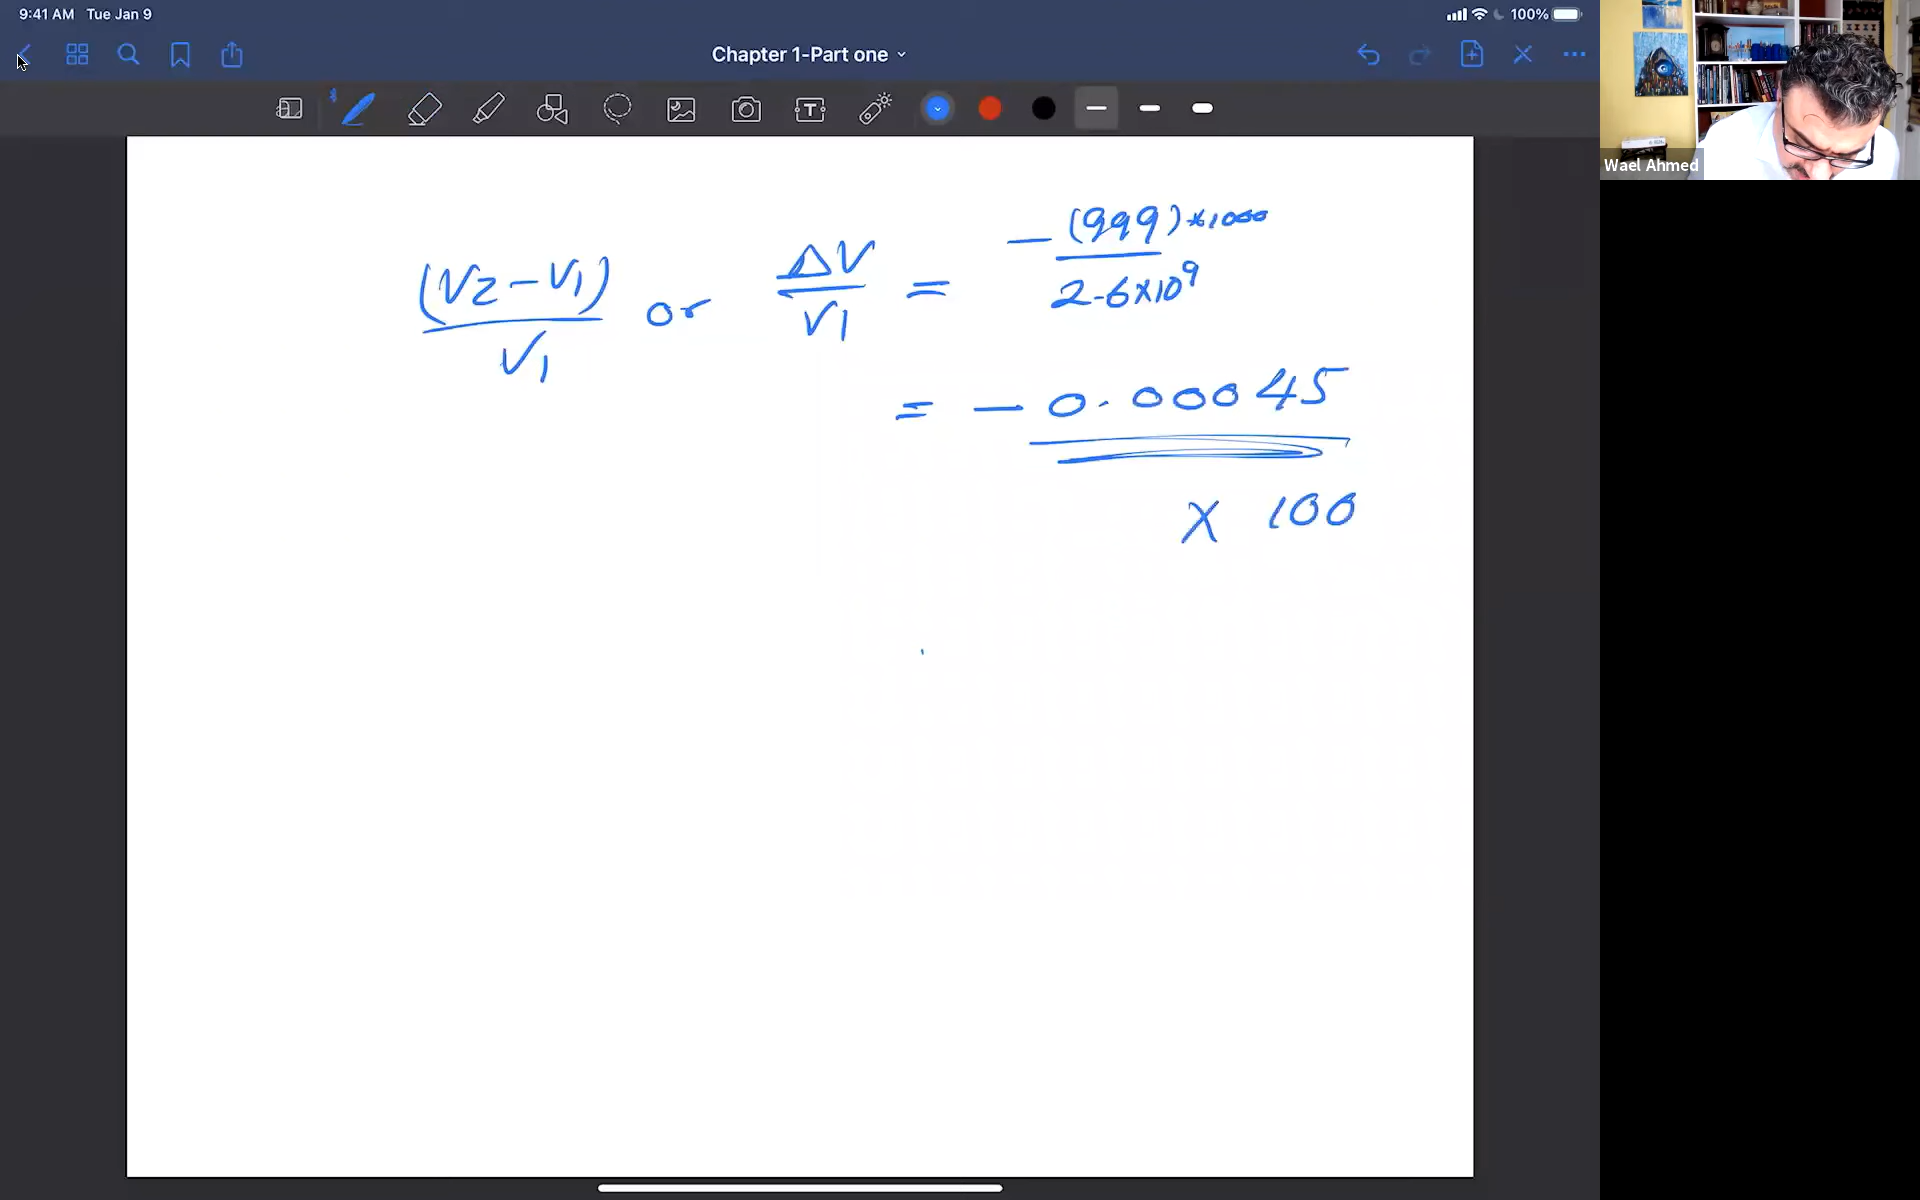 9:41 AM Tue Jan 9
100%
Chapter 1-Part one
T
Wael Ahmed
(V2 - V1) / V1 or ΔV / V1 = - (999)*1000 / 2.6x10^9
= - 0.00045
x 100